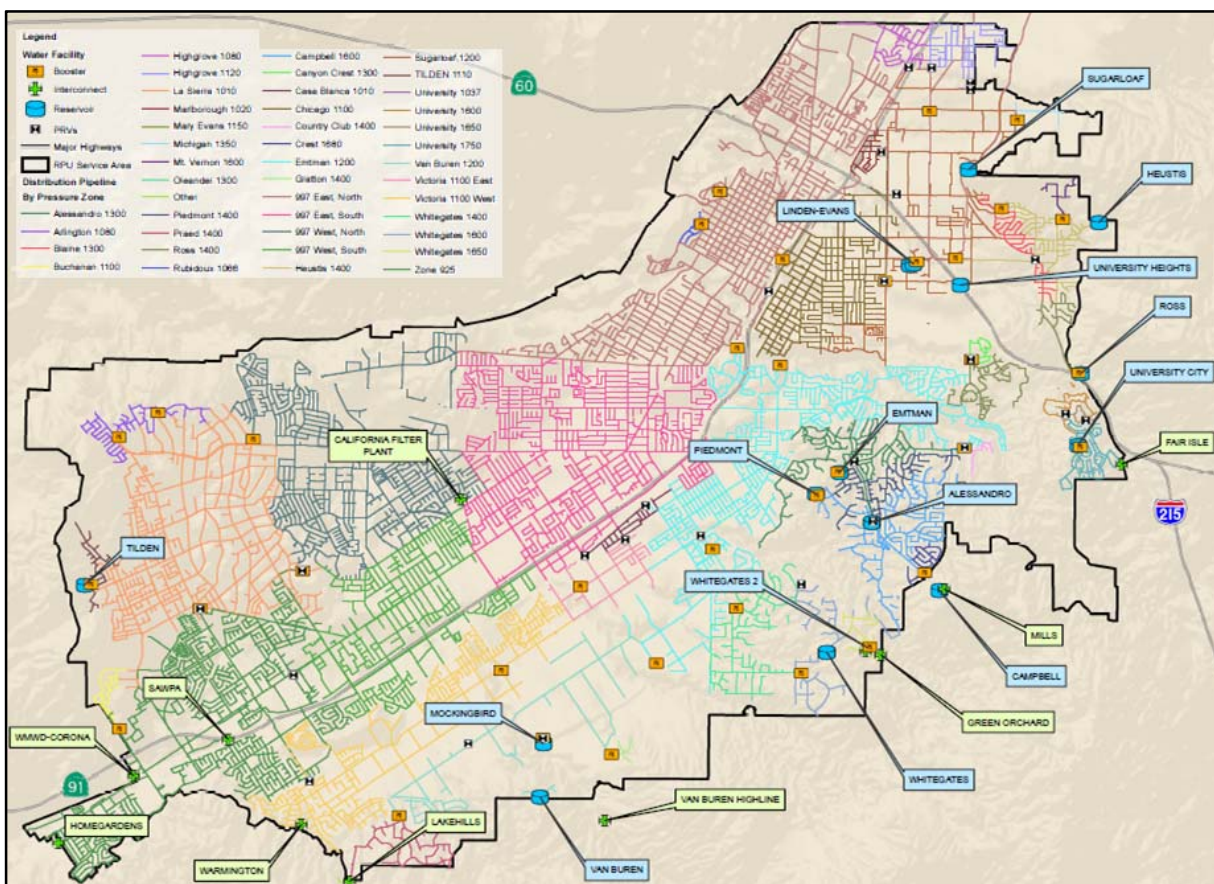 Legend
Water Facility
Booster
Interconnect
Reservoir
PRVs
Major Highways
RPU Service Area
Distribution Pipeline
By Pressure Zone
Alessandro 1300
Arlington 1080
Blaine 1300
Buchanan 1100
Highgrove 1080
Highgrove 1120
La Sierra 1010
Marlborough 1020
Mary Evans 1150
Michigan 1350
Mt. Vernon 1600
Oleander 1300
Other
Piedmont 1400
Praed 1400
Ross 1400
Rubidoux 1066
Campbell 1600
Canyon Crest 1300
Casa Blanca 1010
Chicago 1100
Country Club 1400
Crest 1680
Emtman 1200
Gratton 1400
997 East, North
997 East, South
997 West, North
997 West, South
Heustis 1400
Sugarloaf 1200
TILDEN 1110
University 1037
University 1600
University 1650
University 1750
Van Buren 1200
Victoria 1100 East
Victoria 1100 West
Whitegates 1400
Whitegates 1600
Whitegates 1650
Zone 925
60
SUGARLOAF
HEUSTIS
LINDEN-EVANS
UNIVERSITY HEIGHTS
ROSS
UNIVERSITY CITY
EMTMAN
CALIFORNIA FILTER
PLANT
PIEDMONT
FAIR ISLE
ALESSANDRO
215
TILDEN
WHITEGATES 2
MILLS
CAMPBELL
SAWPA
MOCKINGBIRD
GREEN ORCHARD
WMWD-CORONA
WHITEGATES
91
VAN BUREN HIGHLINE
HOMEGARDENS
LAKEHILLS
WARMINGTON
VAN BUREN